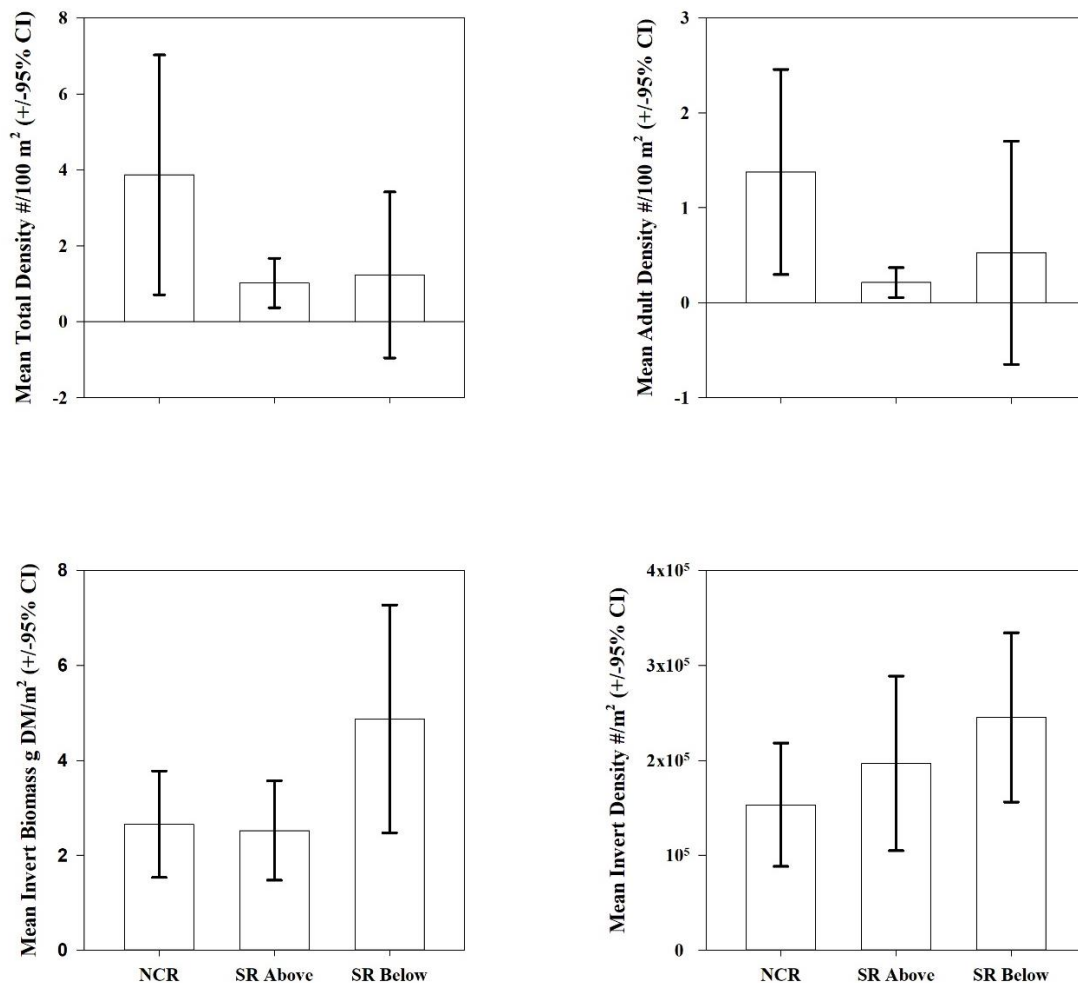 Mean Total Density #/100 m² (+/-95% CI)
8
6
4
2
0
-2
Mean Adult Density #/100 m² (+/-95% CI)
3
2
1
0
-1
Mean Invert Biomass g DM/m² (+/-95% CI)
8
6
4
2
0
NCR SR Above SR Below
Mean Invert Density #/m² (+/-95% CI)
4x10⁵
3x10⁵
2x10⁵
10⁵
0
NCR SR Above SR Below